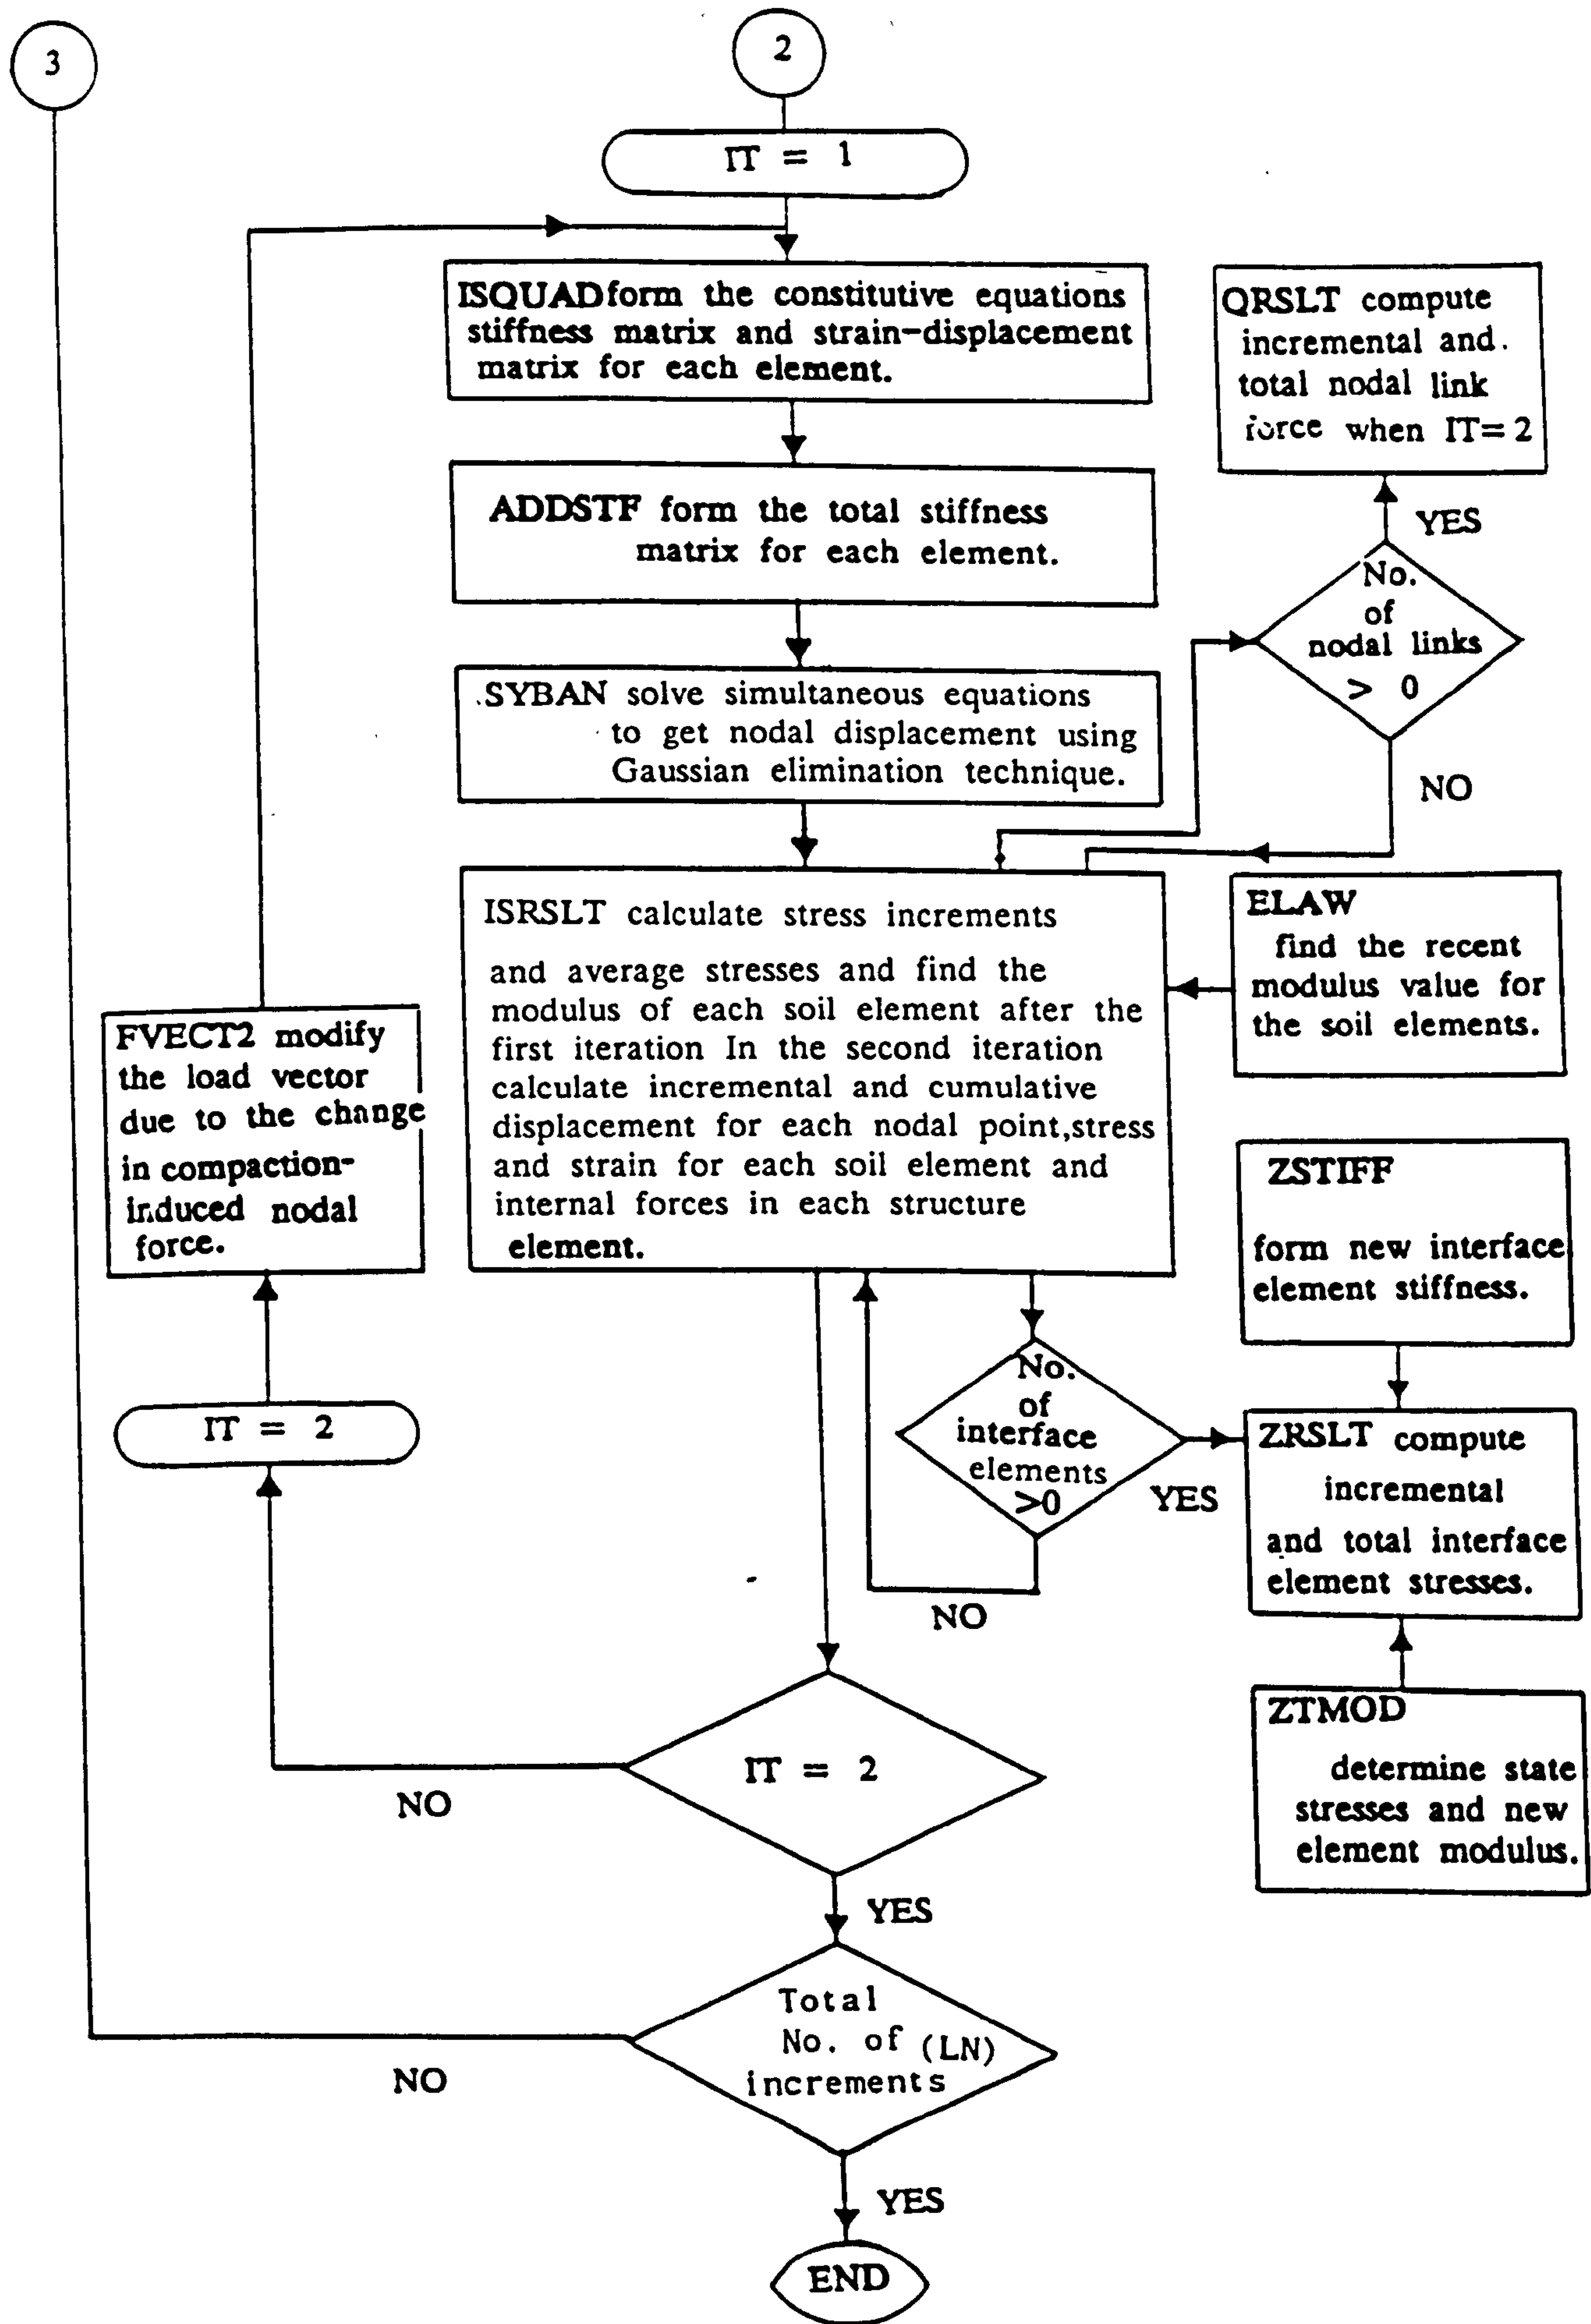 3
2
IT = 1
ISQUAD form the constitutive equations
stiffness matrix and strain-displacement
matrix for each element.
QRSLT compute
incremental and.
total nodal link
force when IT= 2
ADDSTF form the total stiffness
matrix for each element.
YES
No.
of
nodal links
> 0
NO
.SYBAN solve simultaneous equations
to get nodal displacement using
Gaussian elimination technique.
ISRSLT calculate stress increments
and average stresses and find the
modulus of each soil element after the
first iteration In the second iteration
calculate incremental and cumulative
displacement for each nodal point,stress
and strain for each soil element and
internal forces in each structure
element.
ELAW
find the recent
modulus value for
the soil elements.
FVECT2 modify
the load vector
due to the change
in compaction-
induced nodal
force.
ZSTIFF
form new interface
element stiffness.
IT = 2
No.
of
interface
elements
>0
YES
NO
ZRSLT compute
incremental
and total interface
element stresses.
ZTMOD
determine state
stresses and new
element modulus.
IT = 2
NO
YES
Total
No. of (LN)
increments
NO
YES
END